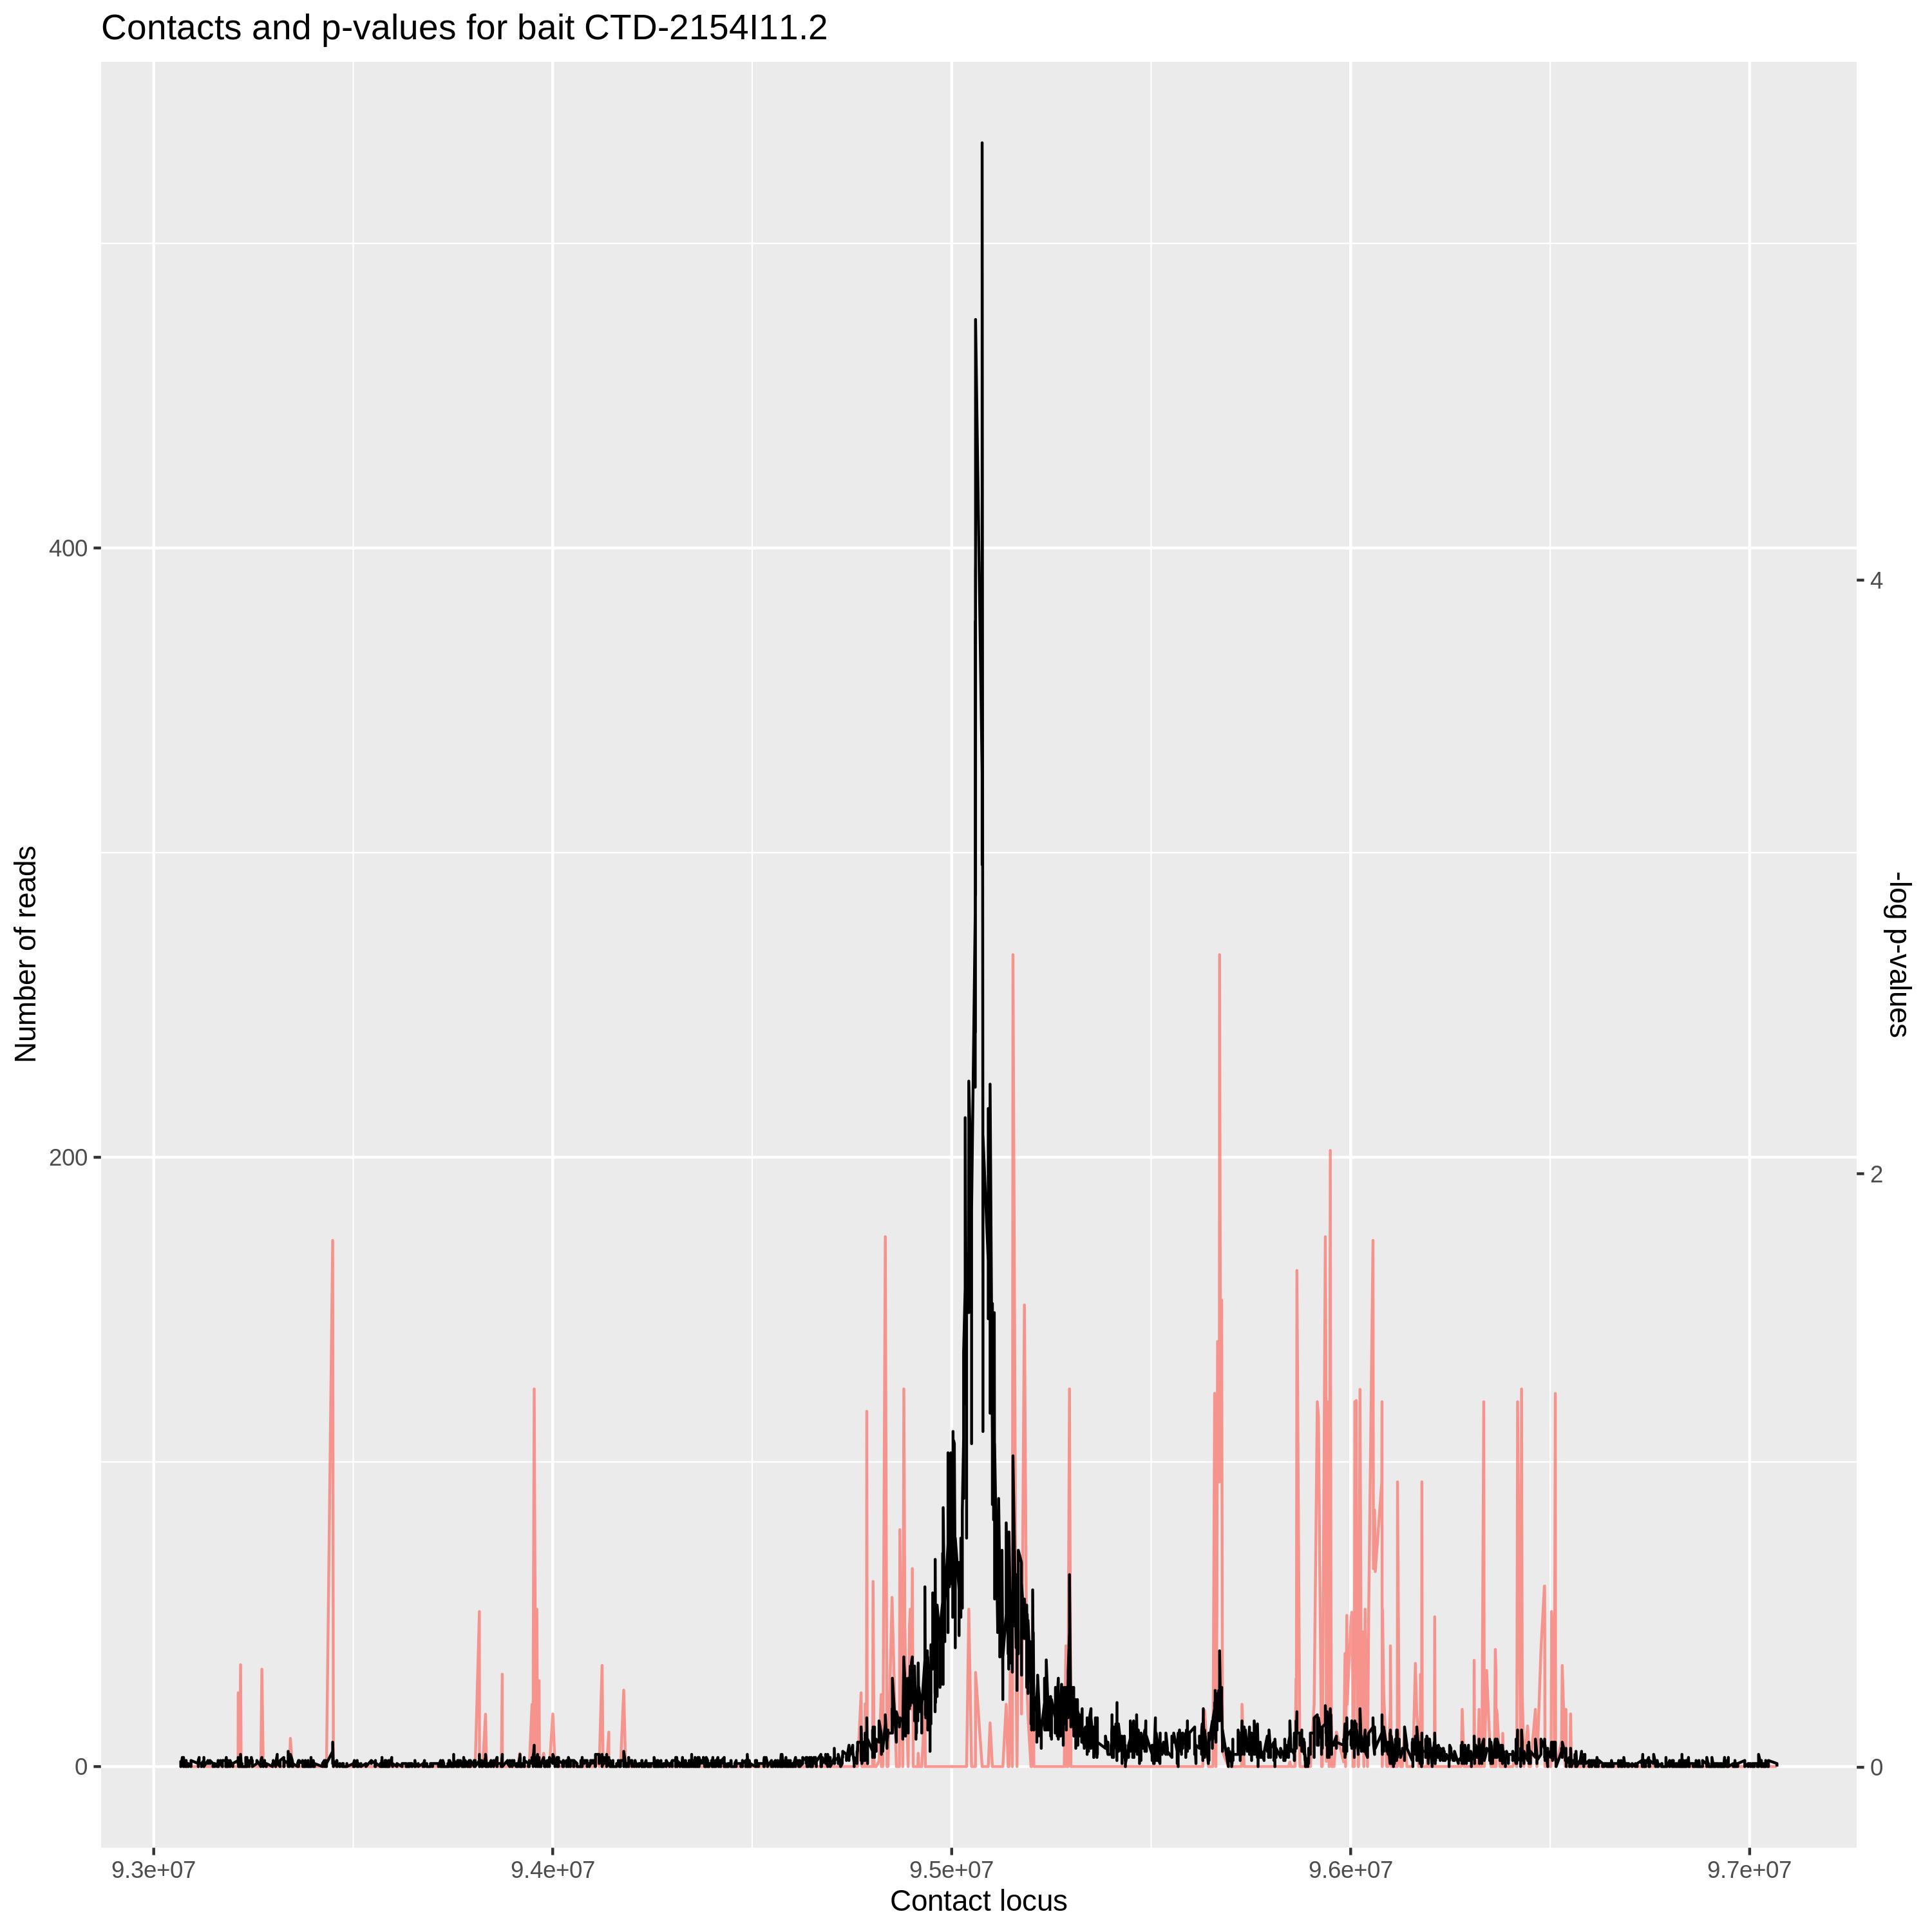 Contacts and p-values for bait CTD-2154I11.2
400
200
0
4
2
0
Number of reads
-log p-values
9.3e+07 9.4e+07 9.5e+07 9.6e+07 9.7e+07
Contact locus